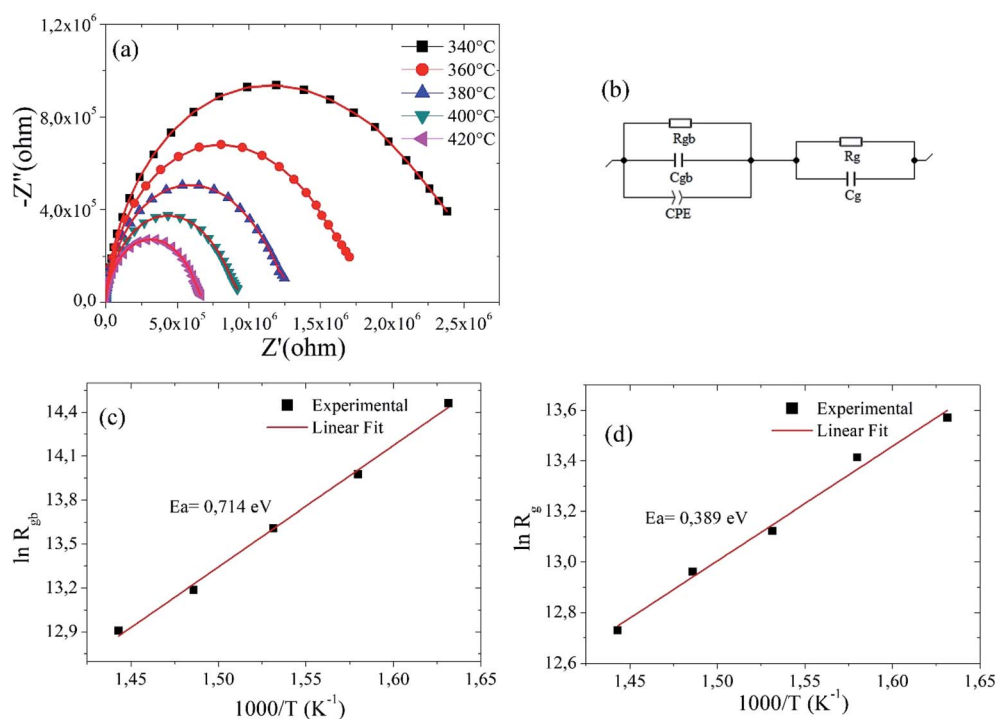 (a)
1,2x10⁶
8,0x10⁵
4,0x10⁵
0,0
-Z"(ohm)
340°C
360°C
380°C
400°C
420°C
0,0 5,0x10⁵ 1,0x10⁶ 1,5x10⁶ 2,0x10⁶ 2,5x10⁶
Z'(ohm)
(b)
Rgb
Cgb
CPE
Rg
Cg
(c)
14,4
14,1
13,8
13,5
13,2
12,9
ln R_gb
Experimental
Linear Fit
Ea= 0,714 eV
1,45 1,50 1,55 1,60 1,65
1000/T (K⁻¹)
(d)
13,6
13,4
13,2
13,0
12,8
12,6
ln R_g
Experimental
Linear Fit
Ea= 0,389 eV
1,45 1,50 1,55 1,60 1,65
1000/T (K⁻¹)